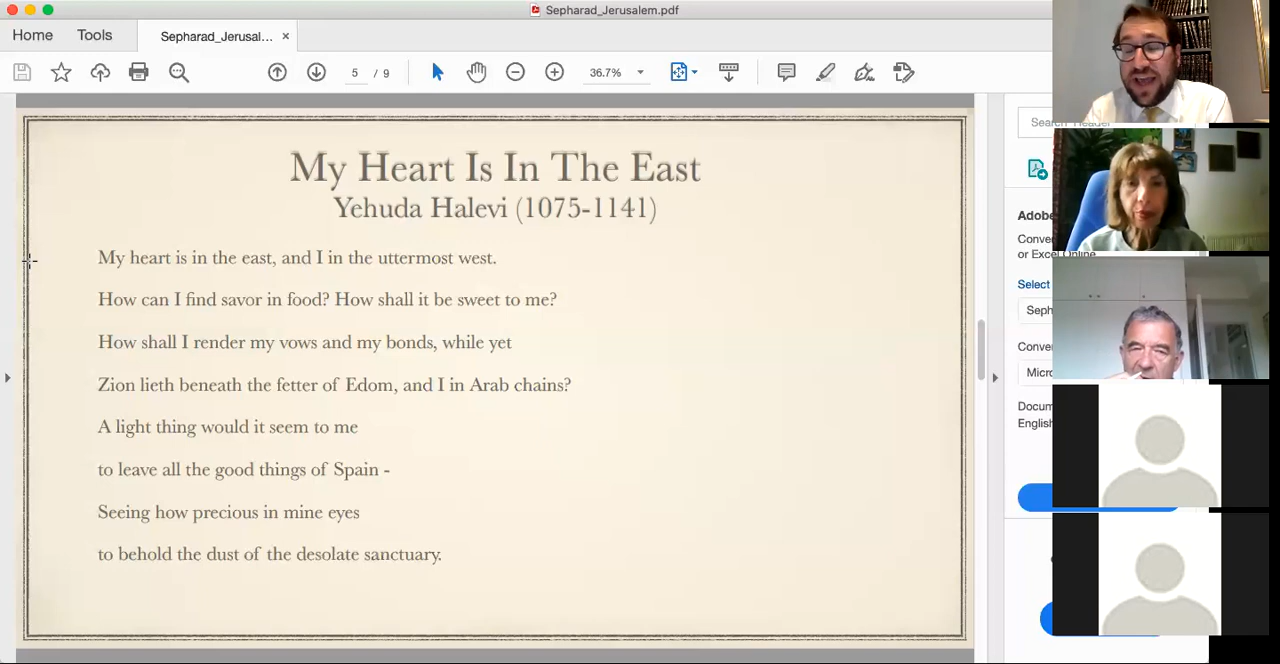 Sepharad_Jerusalem.pdf
Home
Tools
Sepharad_Jerusal...
5 / 9
36.7%
My Heart Is In The East
Yehuda Halevi (1075-1141)
My heart is in the east, and I in the uttermost west.
How can I find savor in food? How shall it be sweet to me?
How shall I render my vows and my bonds, while yet
Zion lieth beneath the fetter of Edom, and I in Arab chains?
A light thing would it seem to me
to leave all the good things of Spain -
Seeing how precious in mine eyes
to behold the dust of the desolate sanctuary.
Adobe
or Excel Online
Select
English